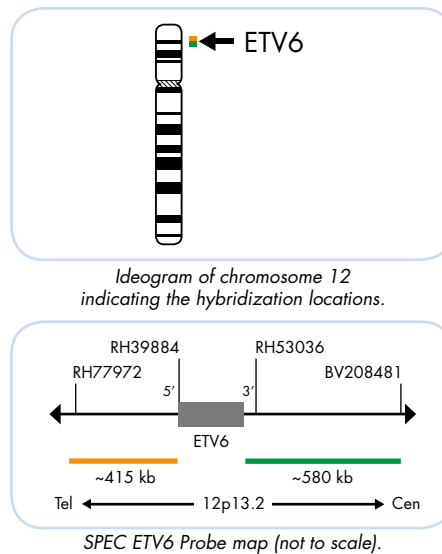 ETV6
Ideogram of chromosome 12
indicating the hybridization locations.
RH39884 RH53036
RH77972 BV208481
5’ 3’
ETV6
~415 kb ~580 kb
Tel 12p13.2 Cen
SPEC ETV6 Probe map (not to scale).